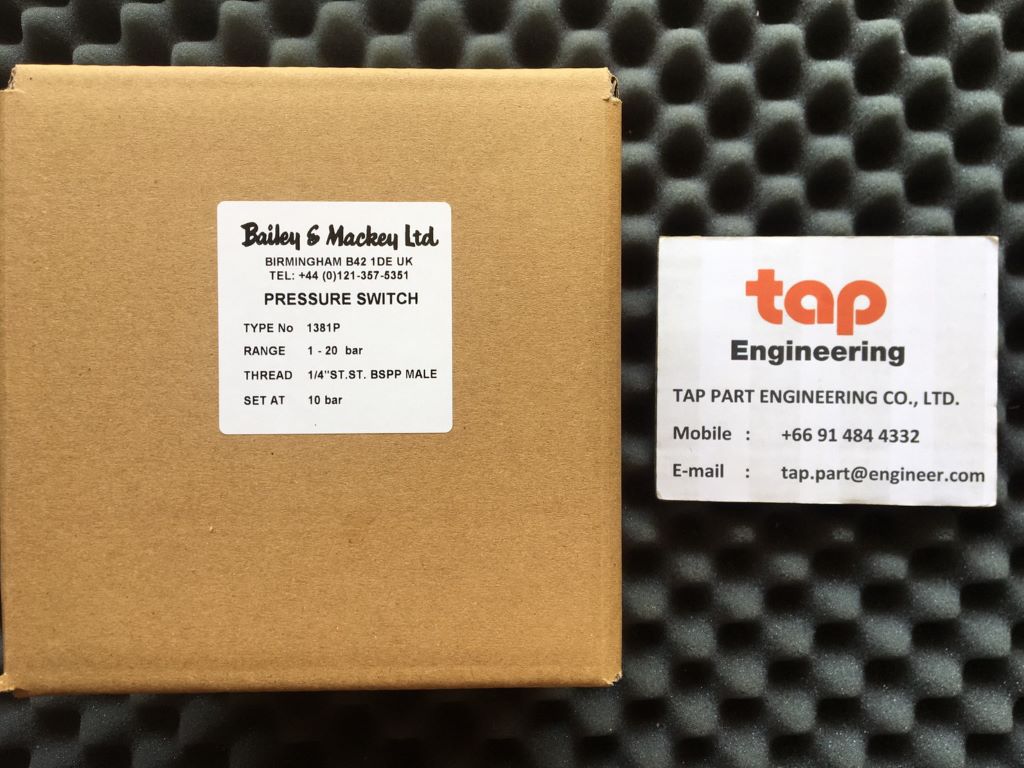 Bailey & Mackey Ltd
BIRMINGHAM B42 1DE UK
TEL: +44 (0)121-357-5351
PRESSURE SWITCH
TYPE No 1381P
RANGE 1 - 20 bar
THREAD 1/4"ST.ST. BSPP MALE
SET AT 10 bar
tap
Engineering
TAP PART ENGINEERING CO., LTD.
Mobile : +66 91 484 4332
E-mail : tap.part@engineer.com